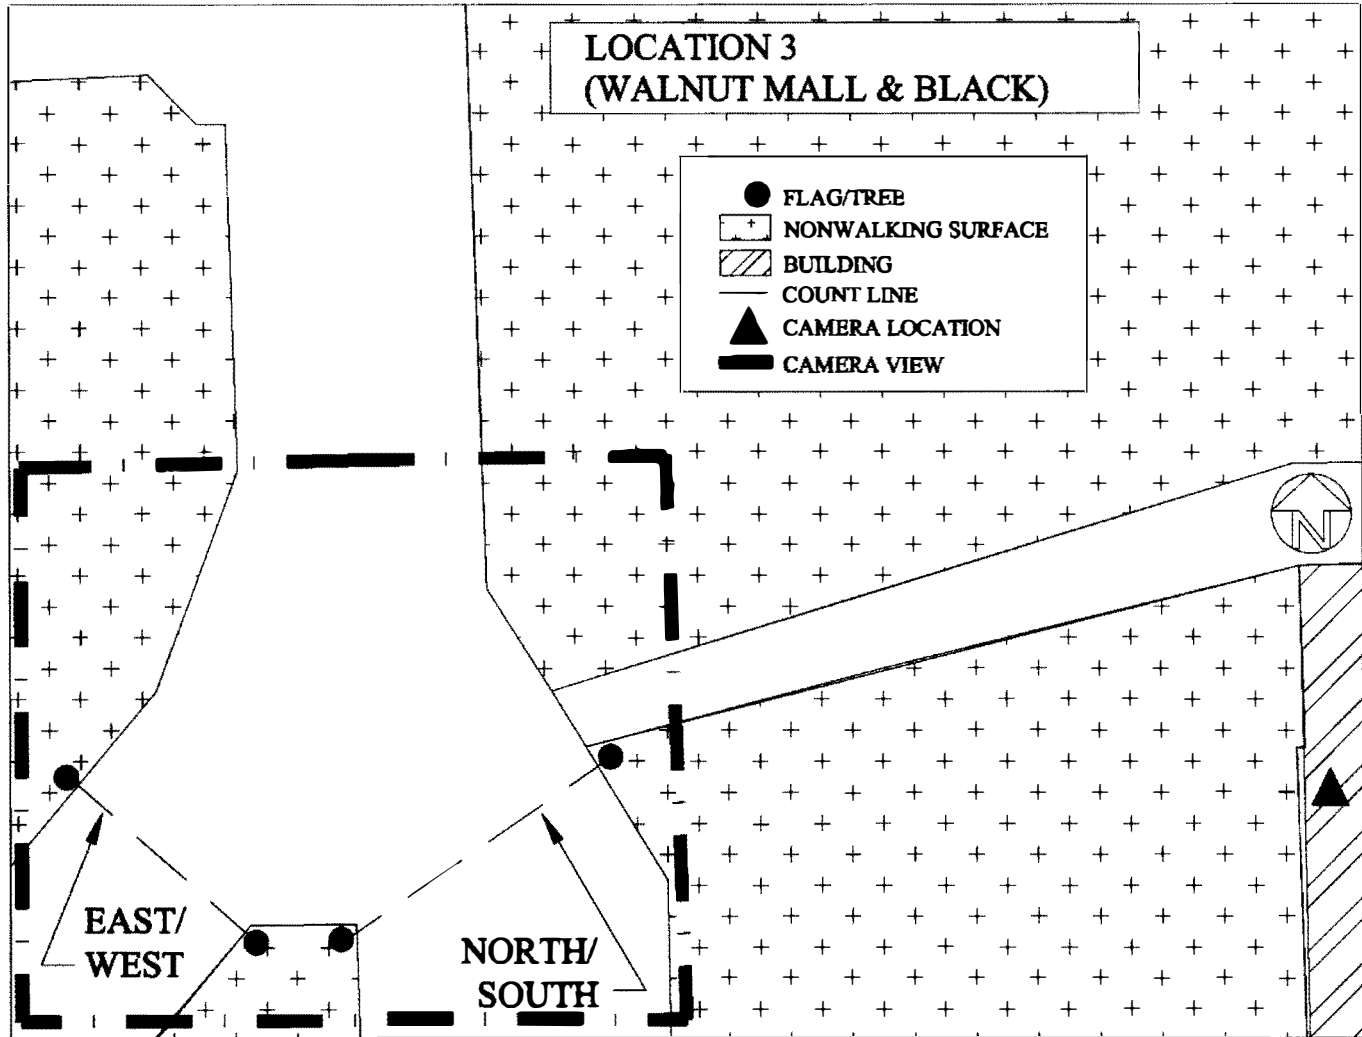 LOCATION 3
(WALNUT MALL & BLACK)
FLAG/TREE
NONWALKING SURFACE
BUILDING
COUNT LINE
CAMERA LOCATION
CAMERA VIEW
N
EAST/
WEST
NORTH/
SOUTH